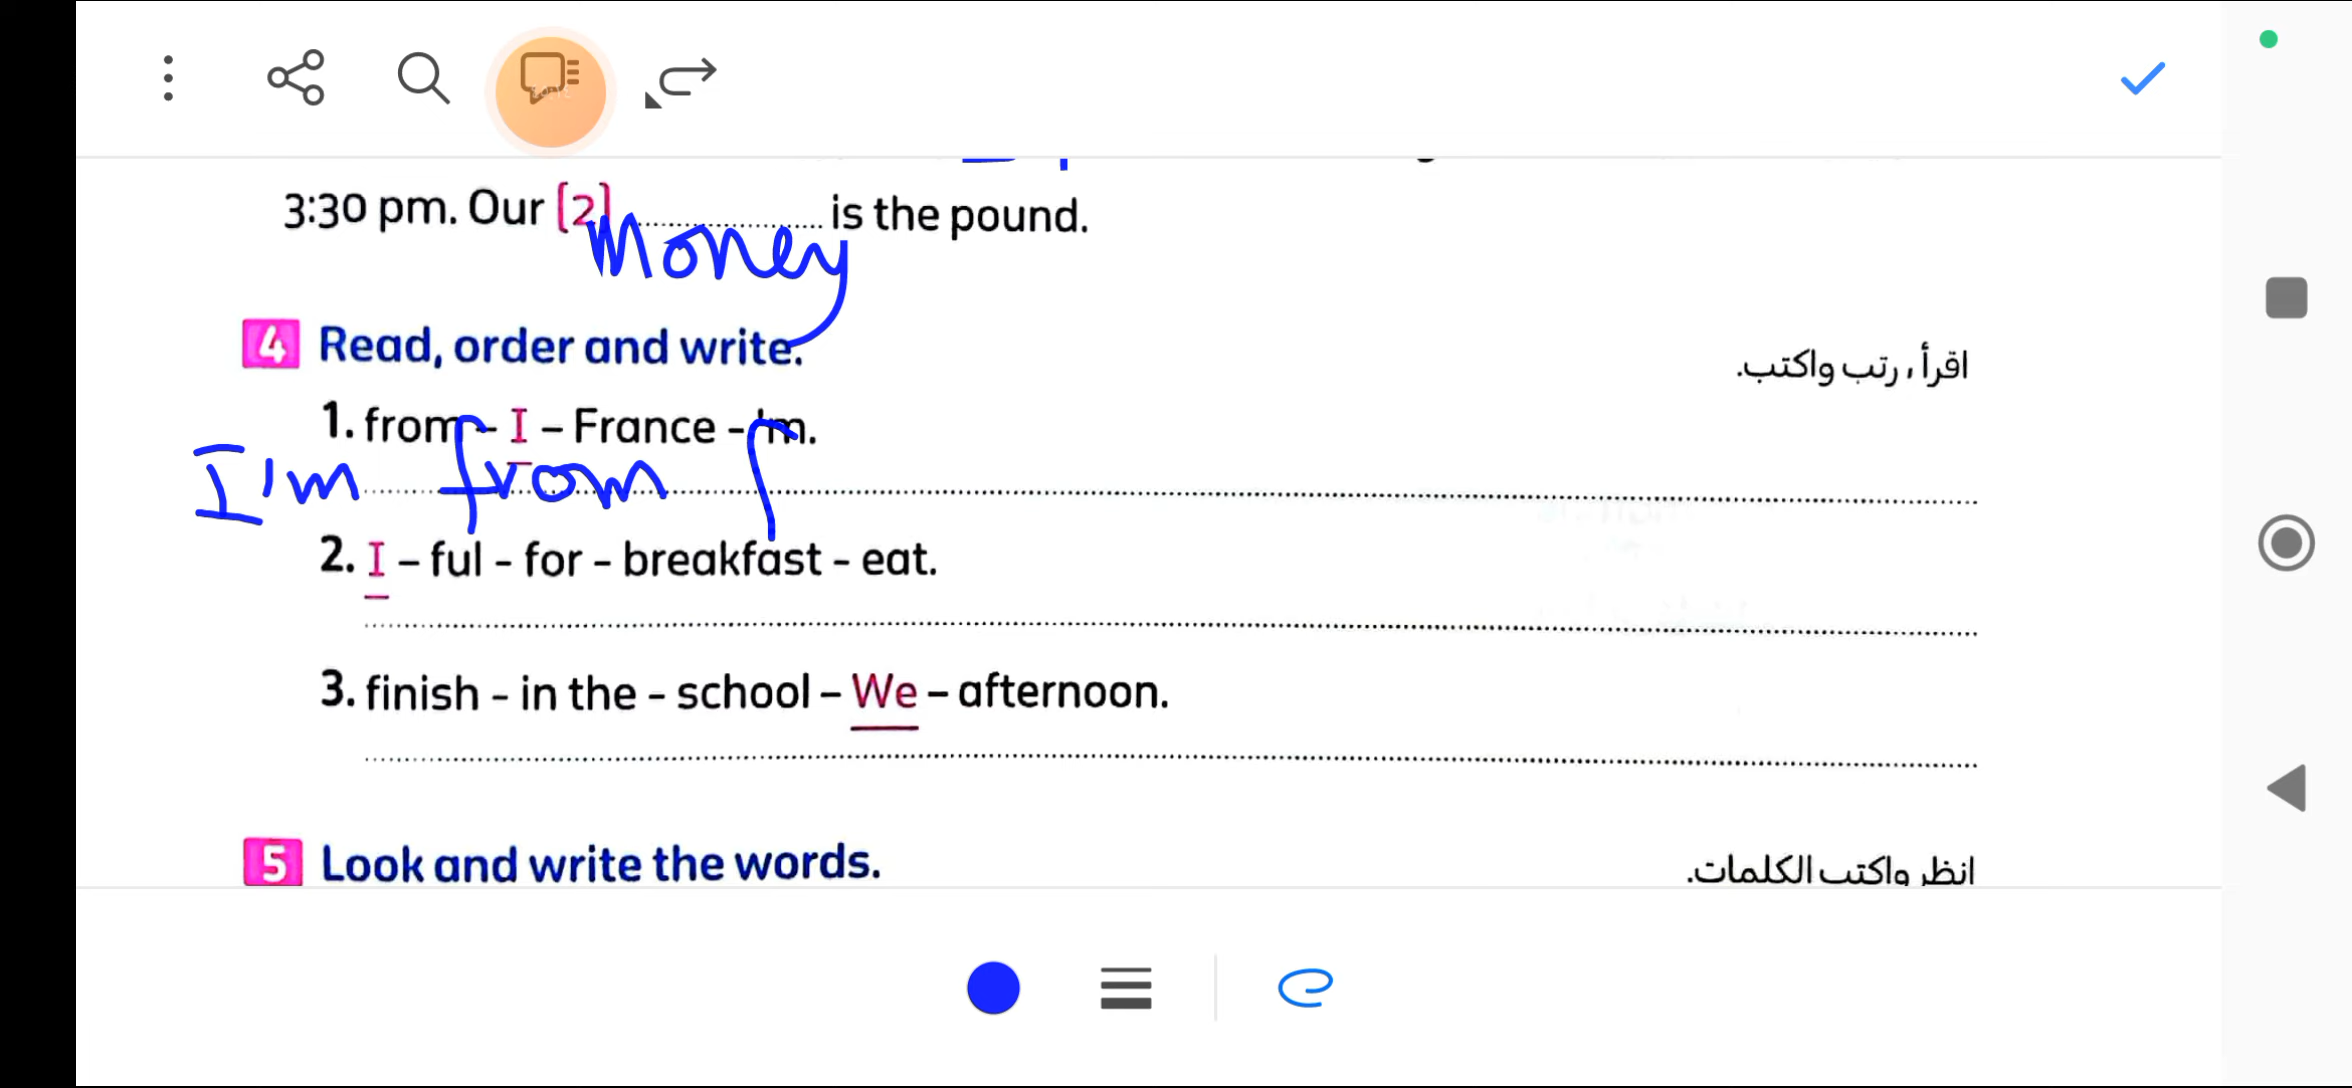 3:30 pm. Our (2) .................... is the pound.
Money
4 Read, order and write.
اقرأ، رتب واكتب.
1. from - I – France - 'm.
I'm from f
2. I – ful - for - breakfast - eat.
3. finish - in the - school – We – afternoon.
5 Look and write the words.
انظر واكتب الكلمات.